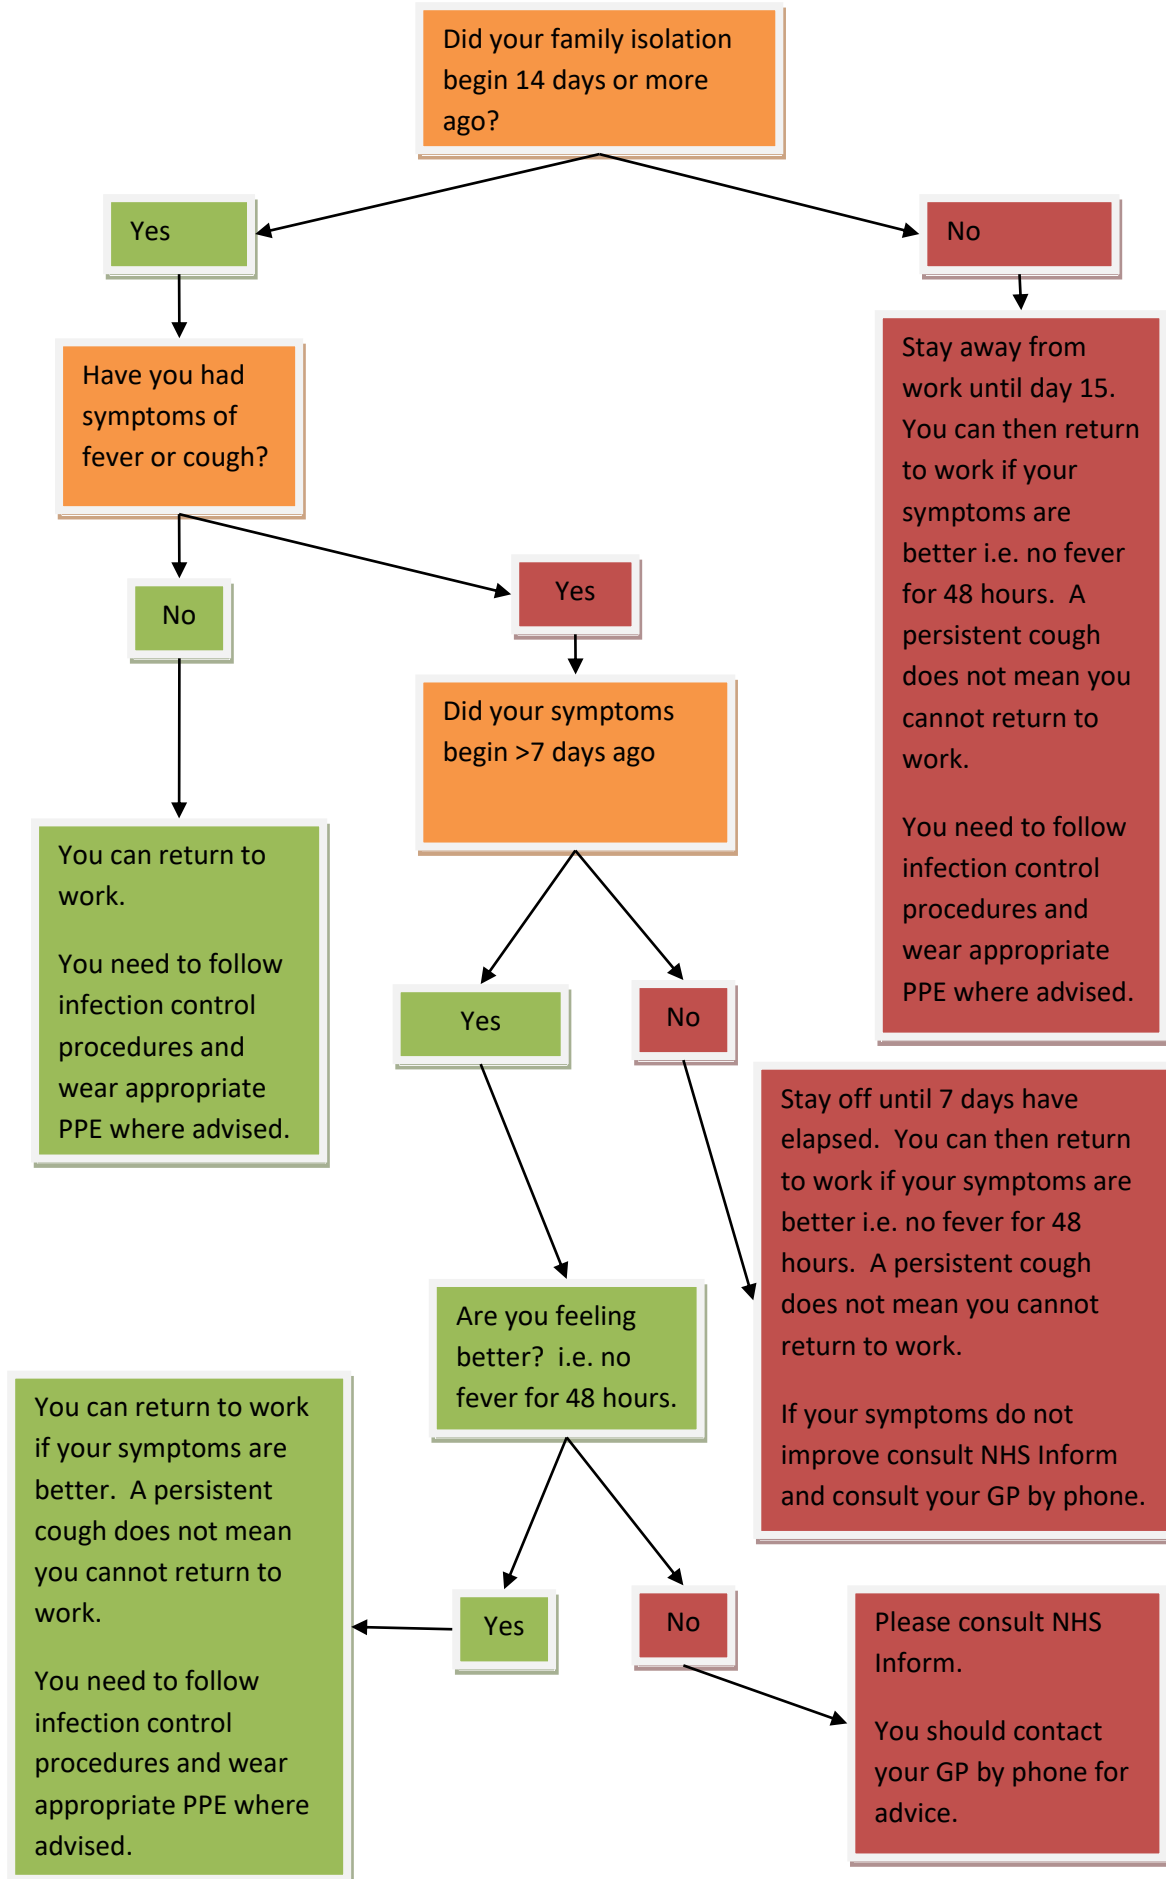 Did your family isolation
begin 14 days or more
ago?
Yes
No
Have you had
symptoms of
fever or cough?
Stay away from
work until day 15.
You can then return
to work if your
symptoms are
better i.e. no fever
for 48 hours.  A
persistent cough
does not mean you
cannot return to
work.
You need to follow
infection control
procedures and
wear appropriate
PPE where advised.
No
Yes
Did your symptoms
begin >7 days ago
You can return to
work.
You need to follow
infection control
procedures and
wear appropriate
PPE where advised.
Yes
No
Stay off until 7 days have
elapsed.  You can then return
to work if your symptoms are
better i.e. no fever for 48
hours.  A persistent cough
does not mean you cannot
return to work.
If your symptoms do not
improve consult NHS Inform
and consult your GP by phone.
Are you feeling
better?  i.e. no
fever for 48 hours.
You can return to work
if your symptoms are
better.  A persistent
cough does not mean
you cannot return to
work.
You need to follow
infection control
procedures and wear
appropriate PPE where
advised.
Yes
No
Please consult NHS
Inform.
You should contact
your GP by phone for
advice.